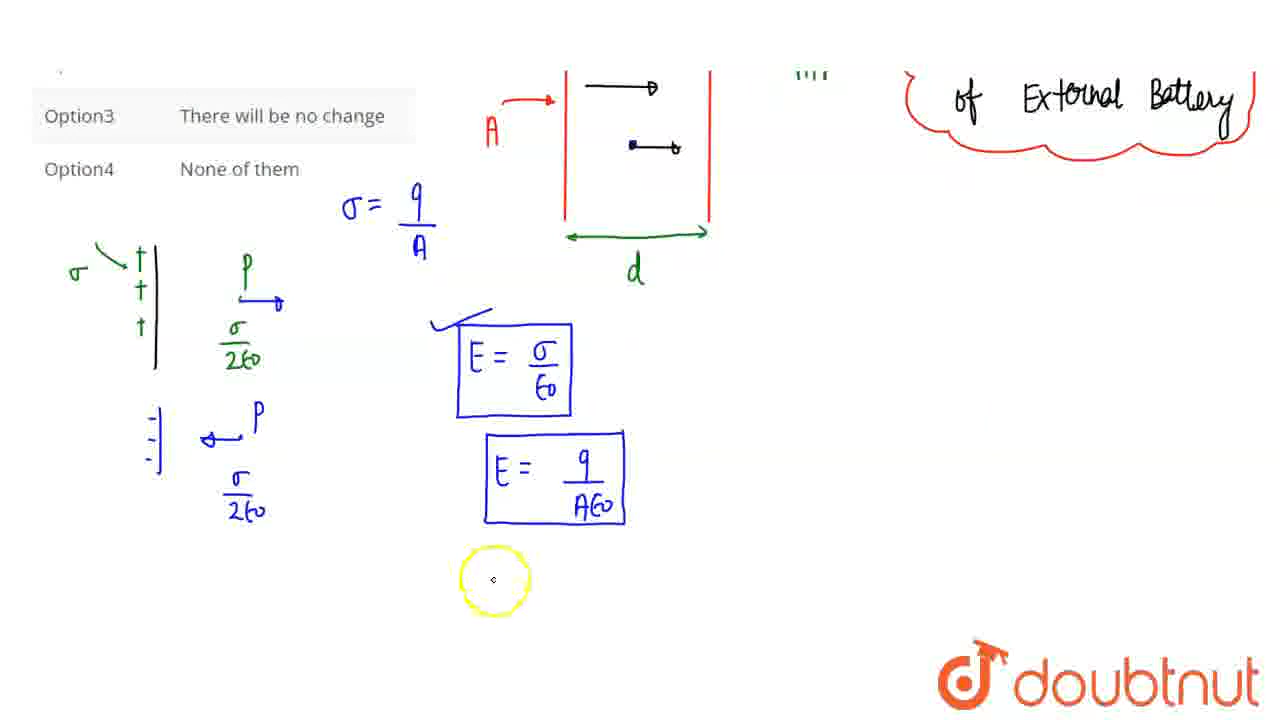 of External Battery
Option3 There will be no change
A
Option4 None of them
σ = q/A
d
σ
+
+
+
P
σ/2ε0
E = σ/ε0
-
-
-
P
σ/2ε0
E = q/Aε0
doubtnut